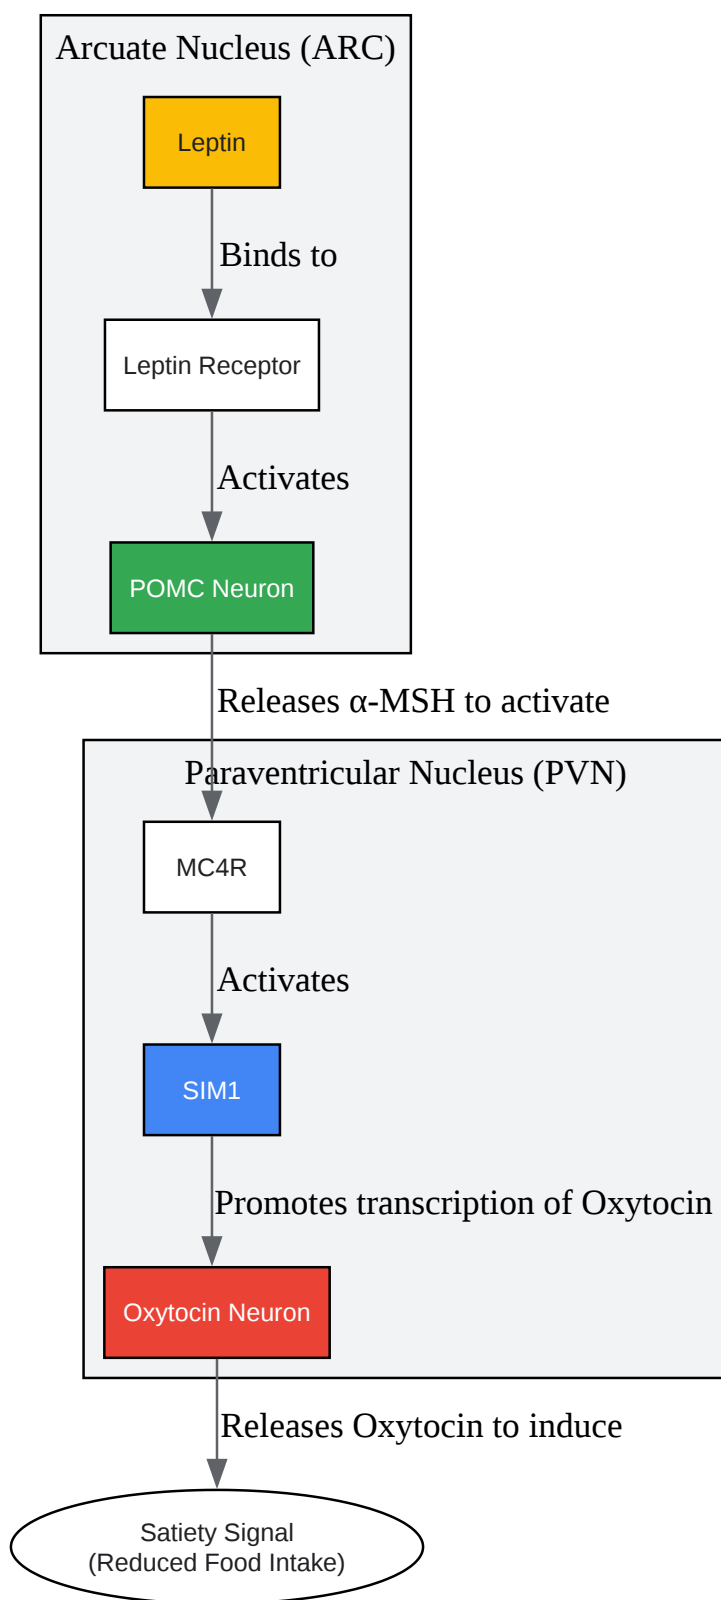 Arcuate Nucleus (ARC)
Leptin
Binds to
Leptin Receptor
Activates
POMC Neuron
Releases α-MSH to activate
Paraventricular Nucleus (PVN)
MC4R
Activates
SIM1
Promotes transcription of Oxytocin
Oxytocin Neuron
Releases Oxytocin to induce
Satiety Signal
(Reduced Food Intake)